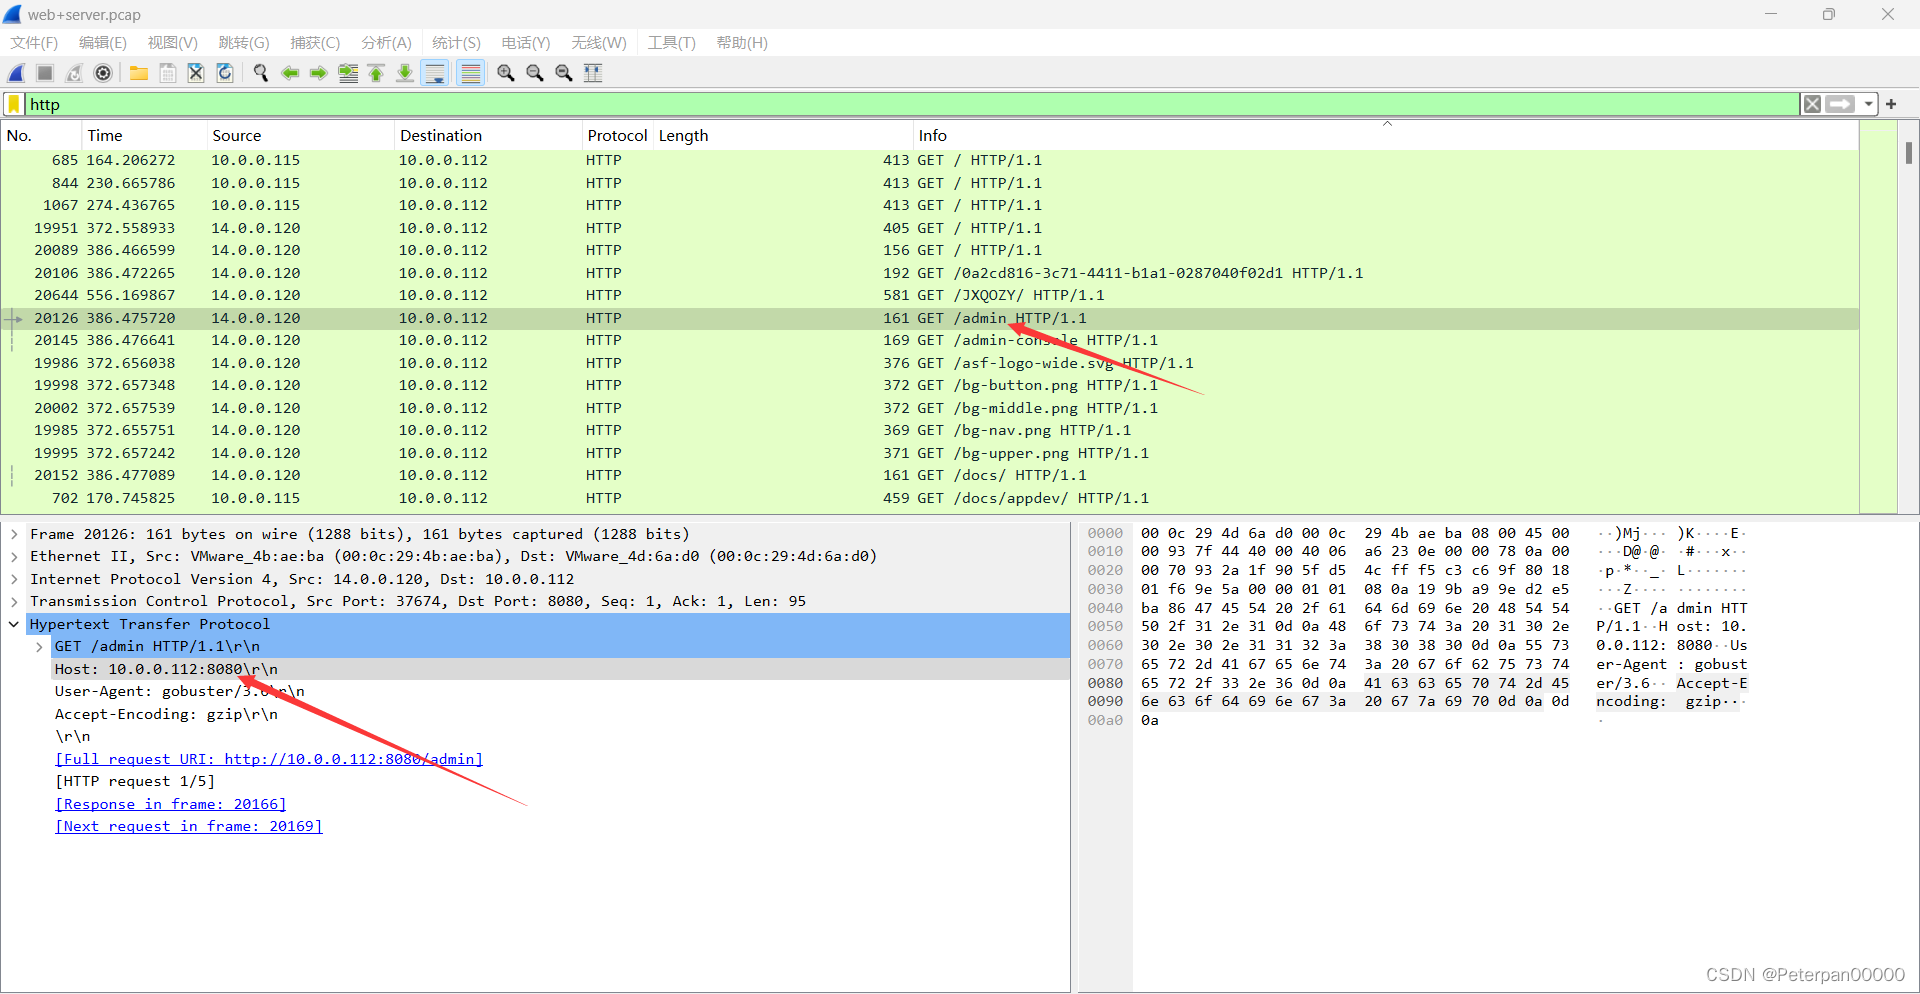 web+server.pcap
文件(F) 编辑(E) 视图(V) 跳转(G) 捕获(C) 分析(A) 统计(S) 电话(Y) 无线(W) 工具(T) 帮助(H)
http
No. Time Source Destination Protocol Length Info
685 164.206272 10.0.0.115 10.0.0.112 HTTP 413 GET / HTTP/1.1
844 230.665786 10.0.0.115 10.0.0.112 HTTP 413 GET / HTTP/1.1
1067 274.436765 10.0.0.115 10.0.0.112 HTTP 413 GET / HTTP/1.1
19951 372.558933 14.0.0.120 10.0.0.112 HTTP 405 GET / HTTP/1.1
20089 386.466599 14.0.0.120 10.0.0.112 HTTP 156 GET / HTTP/1.1
20106 386.472265 14.0.0.120 10.0.0.112 HTTP 192 GET /0a2cd816-3c71-4411-b1a1-0287040f02d1 HTTP/1.1
20644 556.169867 14.0.0.120 10.0.0.112 HTTP 581 GET /JXQOZY/ HTTP/1.1
20126 386.475720 14.0.0.120 10.0.0.112 HTTP 161 GET /admin HTTP/1.1
20145 386.476641 14.0.0.120 10.0.0.112 HTTP 169 GET /admin-console HTTP/1.1
19986 372.656038 14.0.0.120 10.0.0.112 HTTP 376 GET /asf-logo-wide.svg HTTP/1.1
19998 372.657348 14.0.0.120 10.0.0.112 HTTP 372 GET /bg-button.png HTTP/1.1
20002 372.657539 14.0.0.120 10.0.0.112 HTTP 372 GET /bg-middle.png HTTP/1.1
19985 372.655751 14.0.0.120 10.0.0.112 HTTP 369 GET /bg-nav.png HTTP/1.1
19995 372.657242 14.0.0.120 10.0.0.112 HTTP 371 GET /bg-upper.png HTTP/1.1
20152 386.477089 14.0.0.120 10.0.0.112 HTTP 161 GET /docs/ HTTP/1.1
702 170.745825 10.0.0.115 10.0.0.112 HTTP 459 GET /docs/appdev/ HTTP/1.1
Frame 20126: 161 bytes on wire (1288 bits), 161 bytes captured (1288 bits)
Ethernet II, Src: VMware_4b:ae:ba (00:0c:29:4b:ae:ba), Dst: VMware_4d:6a:d0 (00:0c:29:4d:6a:d0)
Internet Protocol Version 4, Src: 14.0.0.120, Dst: 10.0.0.112
Transmission Control Protocol, Src Port: 37674, Dst Port: 8080, Seq: 1, Ack: 1, Len: 95
Hypertext Transfer Protocol
GET /admin HTTP/1.1\r\n
Host: 10.0.0.112:8080\r\n
User-Agent: gobuster/3.6\r\n
Accept-Encoding: gzip\r\n
\r\n
[Full request URI: http://10.0.0.112:8080/admin]
[HTTP request 1/5]
[Response in frame: 20166]
[Next request in frame: 20169]
0000 00 0c 29 4d 6a d0 00 0c 29 4b ae ba 08 00 45 00 ··)Mj··· )K····E·
0010 00 93 7f 44 40 00 40 06 a6 23 0e 00 00 78 0a 00 ···D@·@· ·#···x··
0020 00 70 93 2a 1f 90 5f d5 4c ff f5 c3 c6 9f 80 18 ·p·*··_· L·······
0030 01 f6 9e 5a 00 00 01 01 08 0a 19 9b a9 9e d2 e5 ···Z···· ········
0040 ba 86 47 45 54 20 2f 61 64 6d 69 6e 20 48 54 54 ··GET /a dmin HTT
0050 50 2f 31 2e 31 0d 0a 48 6f 73 74 3a 20 31 30 2e P/1.1··H ost: 10.
0060 30 2e 30 2e 31 31 32 3a 38 30 38 30 0d 0a 55 73 0.0.112: 8080··Us
0070 65 72 2d 41 67 65 6e 74 3a 20 67 6f 62 75 73 74 er-Agent : gobust
0080 65 72 2f 33 2e 36 0d 0a 41 63 63 65 70 74 2d 45 er/3.6·· Accept-E
0090 6e 63 6f 64 69 6e 67 3a 20 67 7a 69 70 0d 0a 0d ncoding: gzip···
00a0 0a ·
CSDN @Peterpan00000